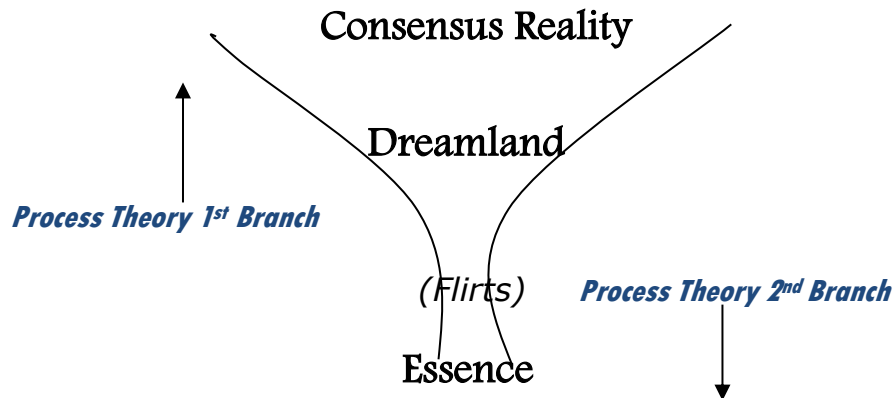 Consensus Reality
Dreamland
Process Theory 1st Branch
(Flirts)
Process Theory 2nd Branch
Essence